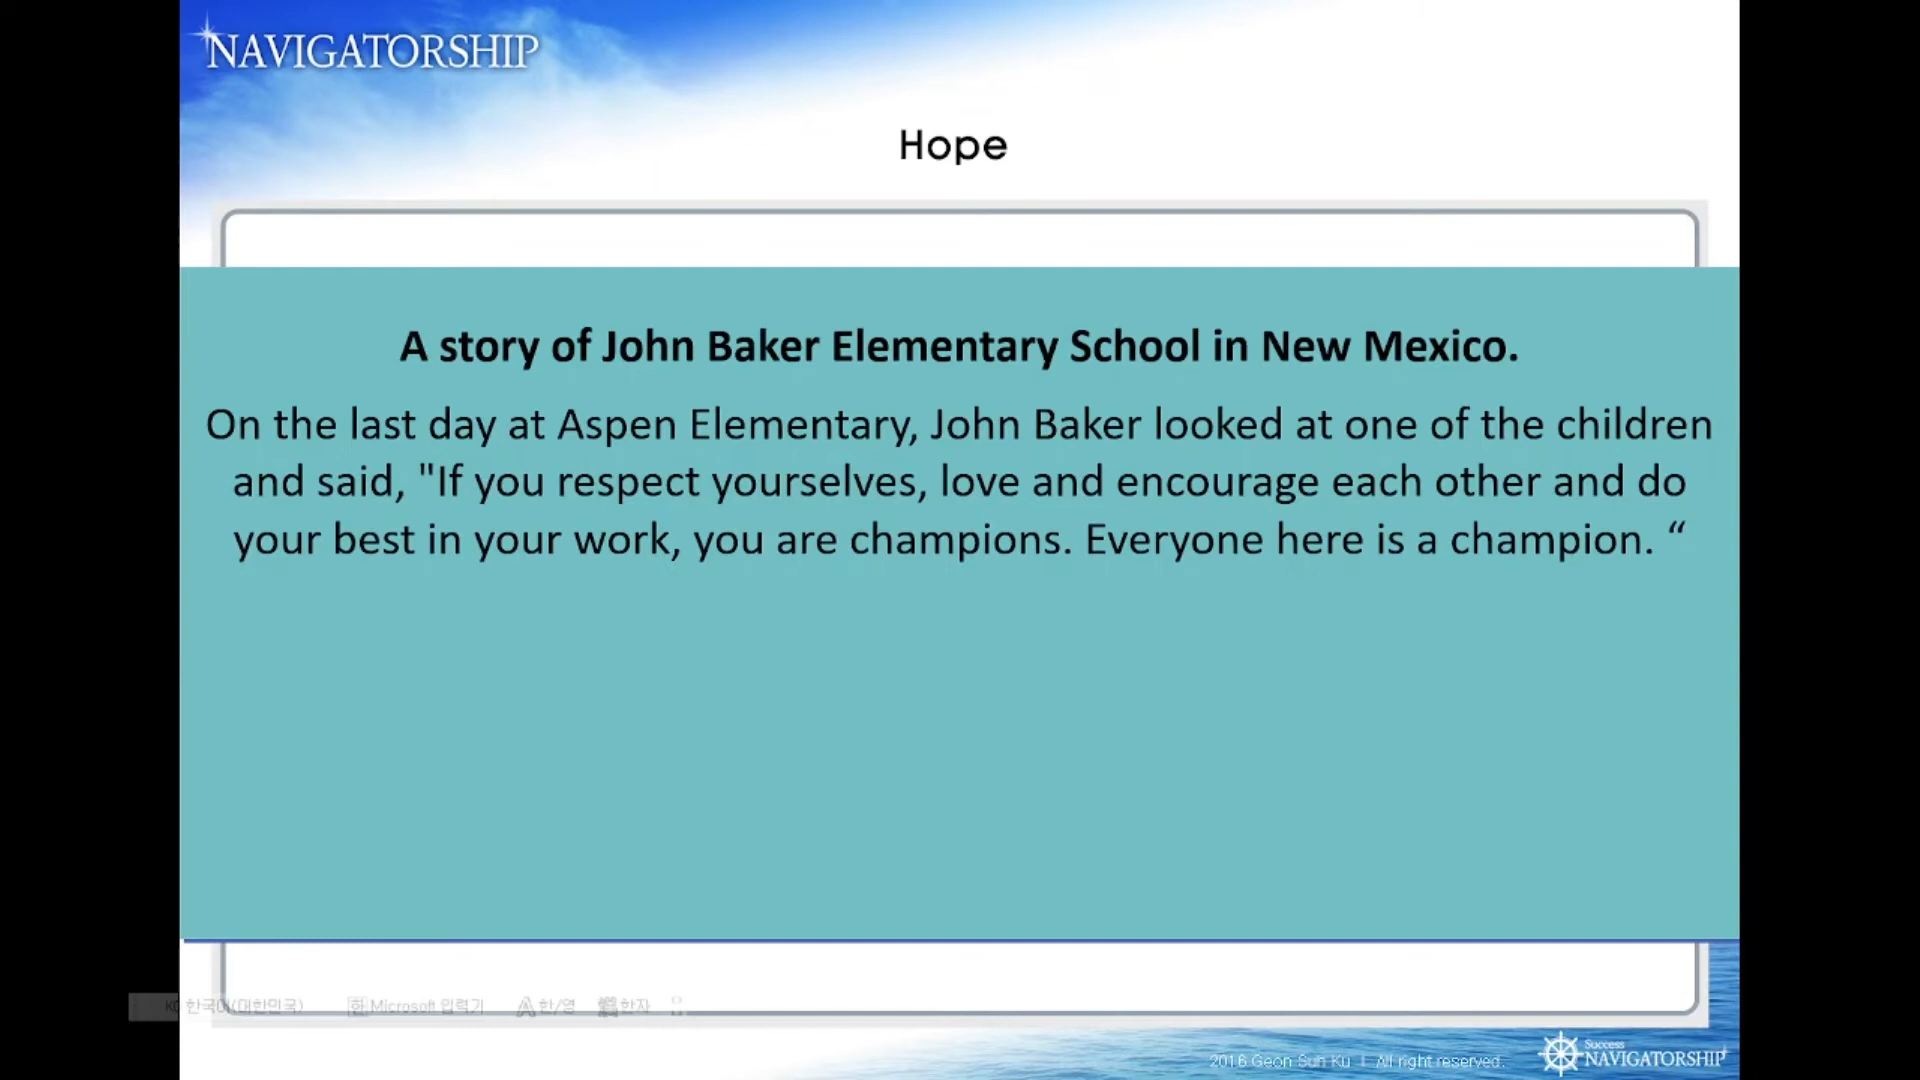 NAVIGATORSHIP
Hope
A story of John Baker Elementary School in New Mexico.
On the last day at Aspen Elementary, John Baker looked at one of the children
and said, "If you respect yourselves, love and encourage each other and do
your best in your work, you are champions. Everyone here is a champion. “
한국어(대한민국) Microsoft 입력기 A 한/영 한자
2016 Geon Suh Ku | All right reserved.
Success
NAVIGATORSHIP